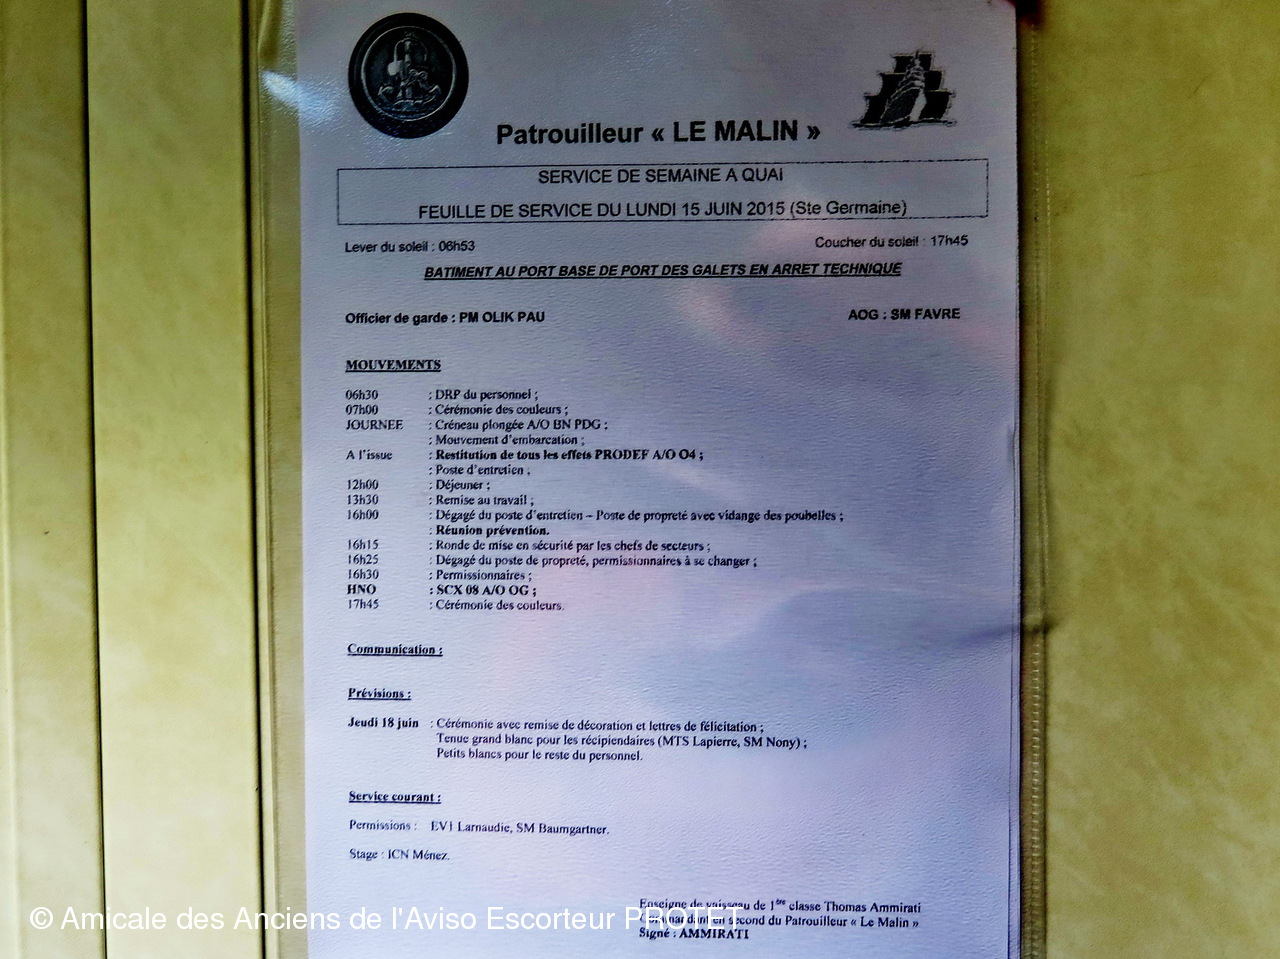 Patrouilleur « LE MALIN »
SERVICE DE SEMAINE A QUAI
FEUILLE DE SERVICE DU LUNDI 15 JUIN 2015 (Ste Germaine)
Lever du soleil : 06h53 Coucher du soleil : 17h45
BATIMENT AU PORT BASE DE PORT DES GALETS EN ARRET TECHNIQUE
Officier de garde : PM OLIK PAU AOG : SM FAVRE
MOUVEMENTS
06h30 : DRP du personnel ;
07h00 : Cérémonie des couleurs ;
JOURNEE : Créneau plongée A/O BN PDG ;
: Mouvement d'embarcation ;
A l'issue : Restitution de tous les effets PRODEF A/O O4 ;
: Poste d'entretien ;
12h00 : Déjeuner ;
13h30 : Remise au travail ;
16h00 : Dégagé du poste d'entretien – Poste de propreté avec vidange des poubelles ;
: Réunion prévention.
16h15 : Ronde de mise en sécurité par les chefs de secteurs ;
16h25 : Dégagé du poste de propreté, permissionnaires à se changer ;
16h30 : Permissionnaires ;
HNO : SCX 08 A/O OG ;
17h45 : Cérémonie des couleurs.
Communication :
Prévisions :
Jeudi 18 juin : Cérémonie avec remise de décoration et lettres de félicitation ;
Tenue grand blanc pour les récipiendaires (MTS Lapierre, SM Nony) ;
Petits blancs pour le reste du personnel.
Service courant :
Permissions : EV1 Larnaudie, SM Baumgartner.
Stage : ICN Ménez.
Enseigne de vaisseau de 1ère classe Thomas Ammirati
Commandant en second du Patrouilleur « Le Malin »
Signé : AMMIRATI
© Amicale des Anciens de l'Aviso Escorteur PROTET